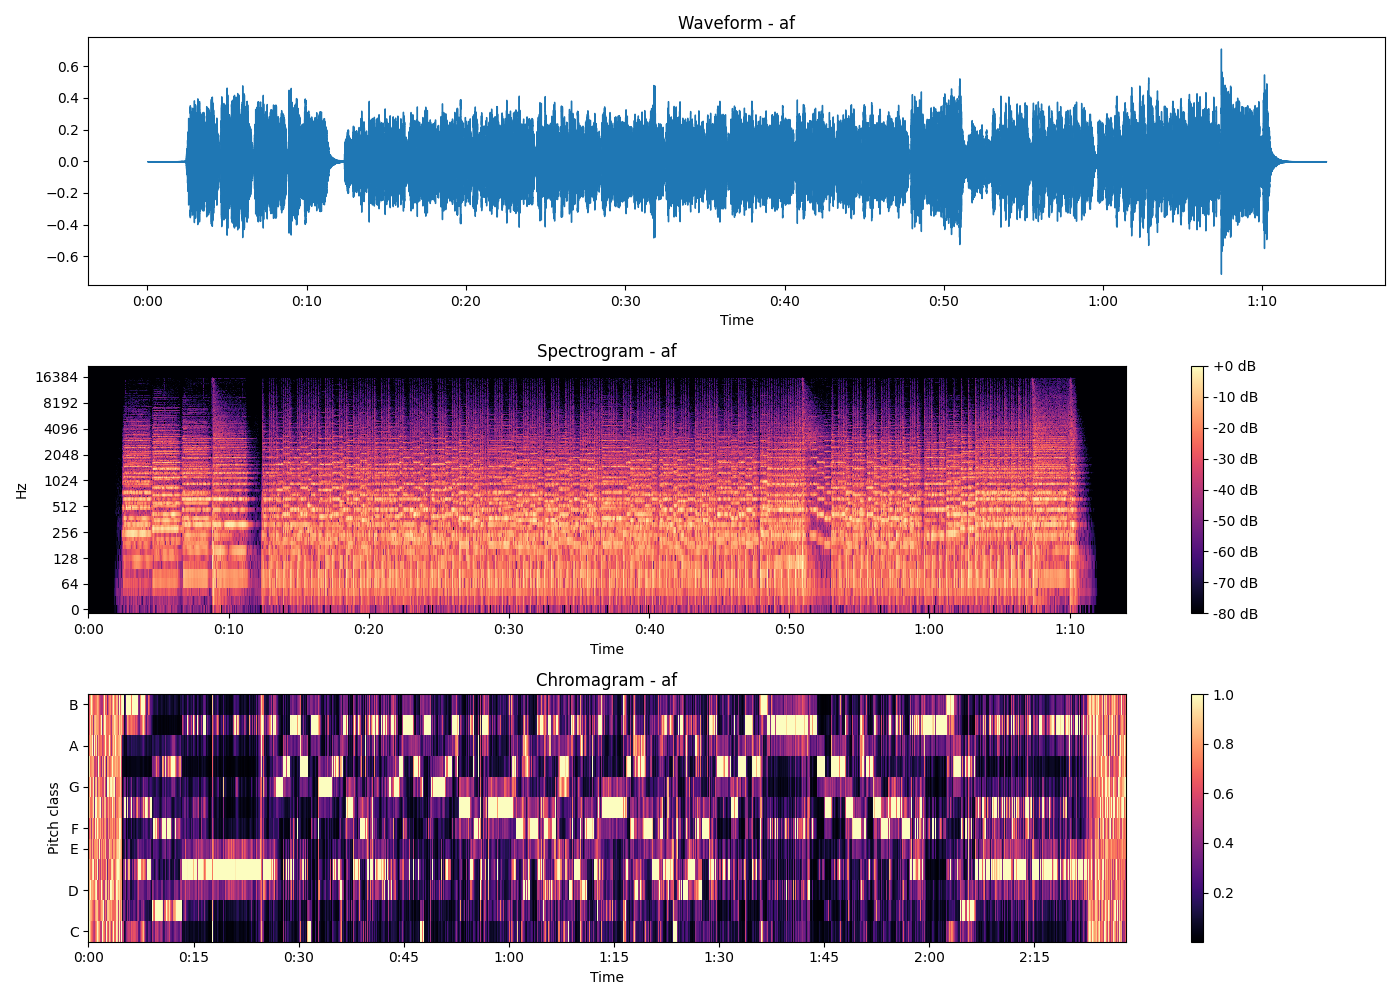 Waveform - af
0.6
0.4
0.2
0.0
−0.2
−0.4
−0.6
0:00 0:10 0:20 0:30 0:40 0:50 1:00 1:10
Time
Spectrogram - af
Hz
16384
8192
4096
2048
1024
512
256
128
64
0
0:00 0:10 0:20 0:30 0:40 0:50 1:00 1:10
Time
+0 dB
-10 dB
-20 dB
-30 dB
-40 dB
-50 dB
-60 dB
-70 dB
-80 dB
Chromagram - af
Pitch class
B
A
G
F
E
D
C
0:00 0:15 0:30 0:45 1:00 1:15 1:30 1:45 2:00 2:15
Time
1.0
0.8
0.6
0.4
0.2